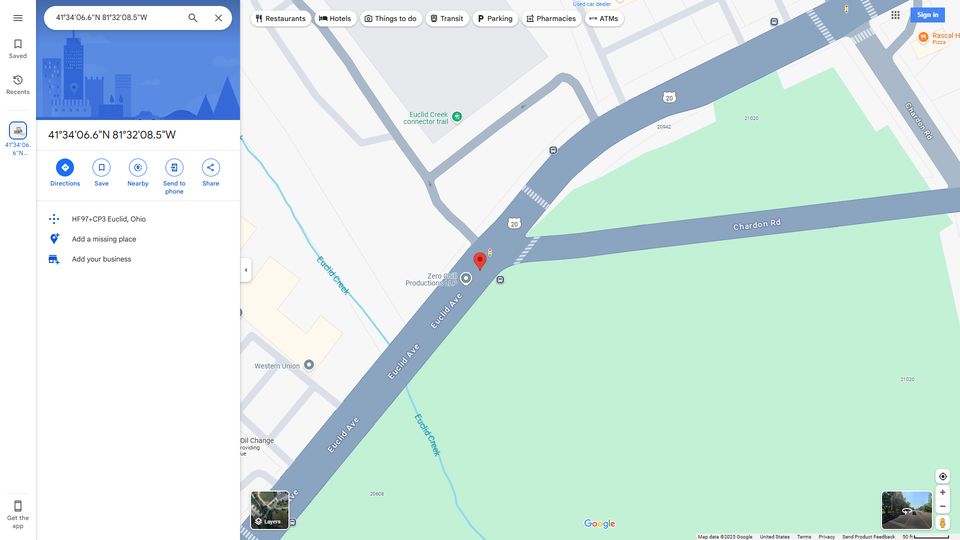 41°34'06.6"N 81°32'08.5"W
Restaurants
Hotels
Things to do
Transit
Parking
Pharmacies
ATMs
Sign in
Saved
Recents
41°34'06.
6"N...
41°34'06.6"N 81°32'08.5"W
Directions
Save
Nearby
Send to
phone
Share
HF97+CP3 Euclid, Ohio
Add a missing place
Add your business
Get the
app
Used car dealer
Rascal H
Pizza
20
21020
20942
Chardon Rd
Euclid Creek
connector trail
20
Chardon Rd
Zero
Productions
Euclid Creek
Euclid Ave
Euclid Ave
Western Union
21020
Euclid Creek
Euclid Ave
Oil Change
roviding
ue
20808
Ave
Layers
Google
Map data ©2025 Google
United States
Terms
Privacy
Send Product Feedback
50 ft